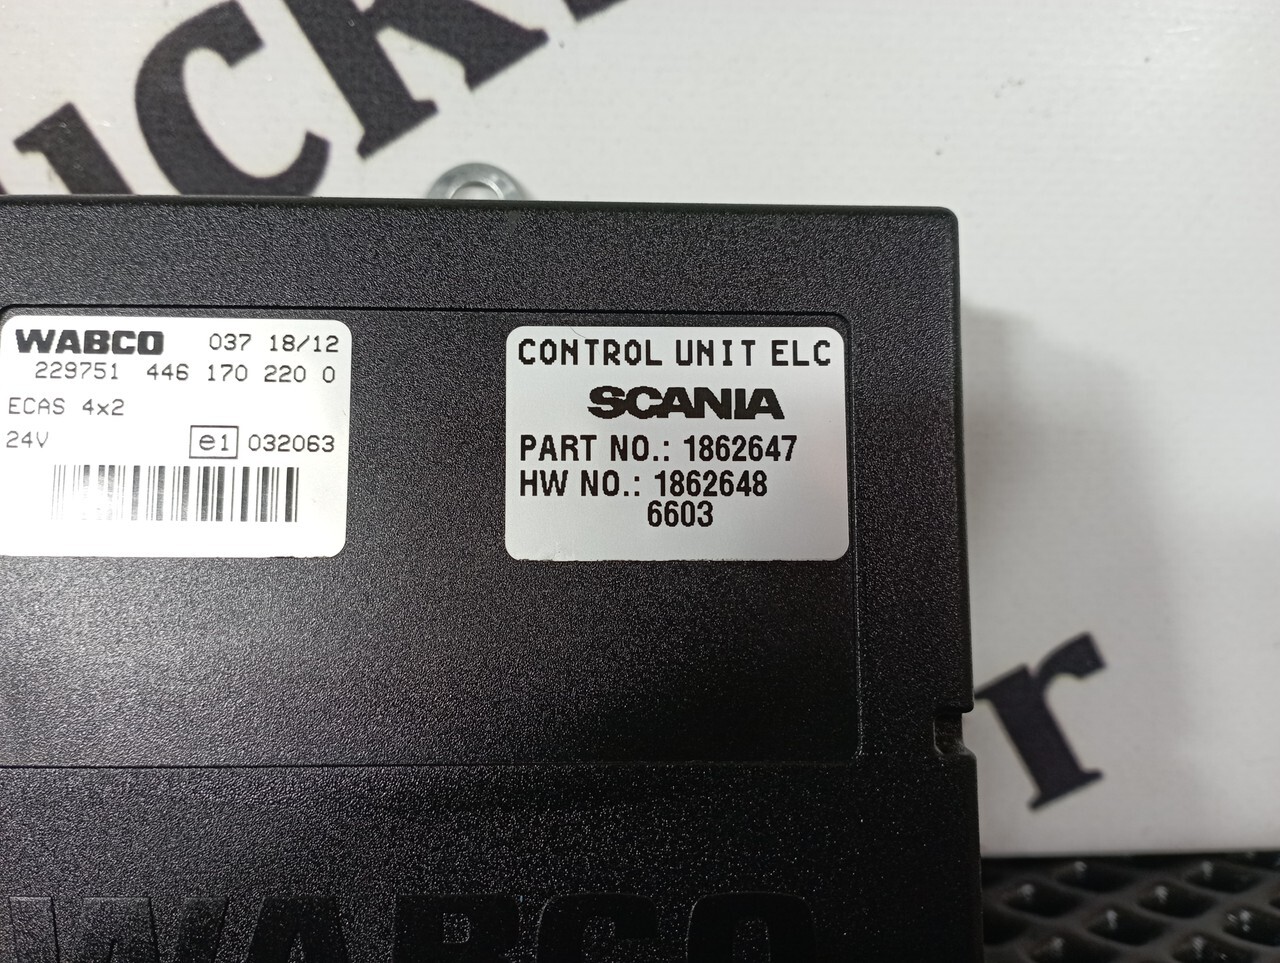 WABCO 037 18/12
229751 446 170 220 0
ECAS 4x2
24V e1 032063
CONTROL UNIT ELC
SCANIA
PART NO.: 1862647
HW NO.: 1862648
6603
WABCO